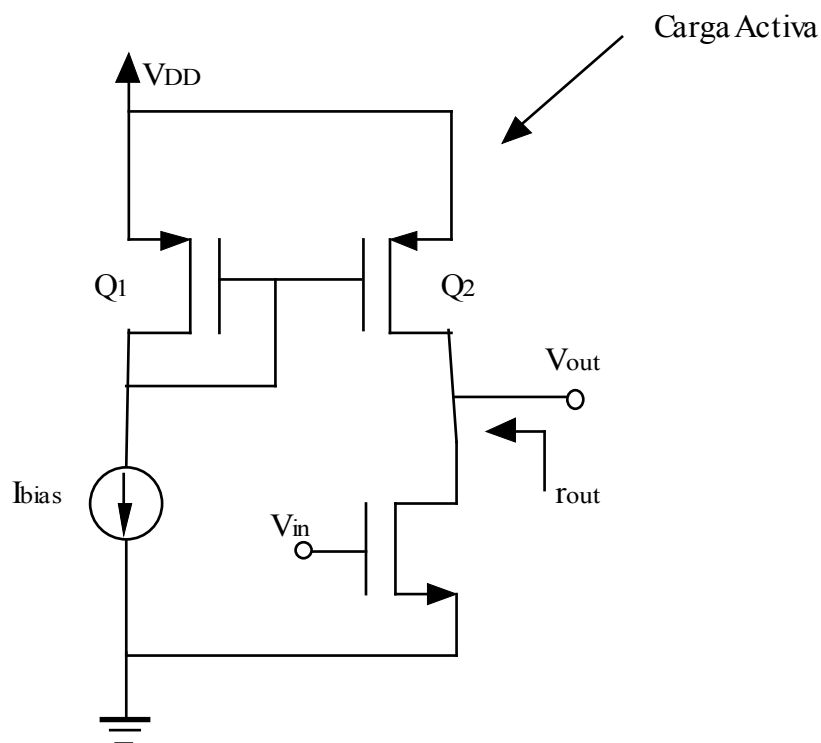 Carga Activa
VDD
Q1
Q2
Vout
Ibias
rout
Vin